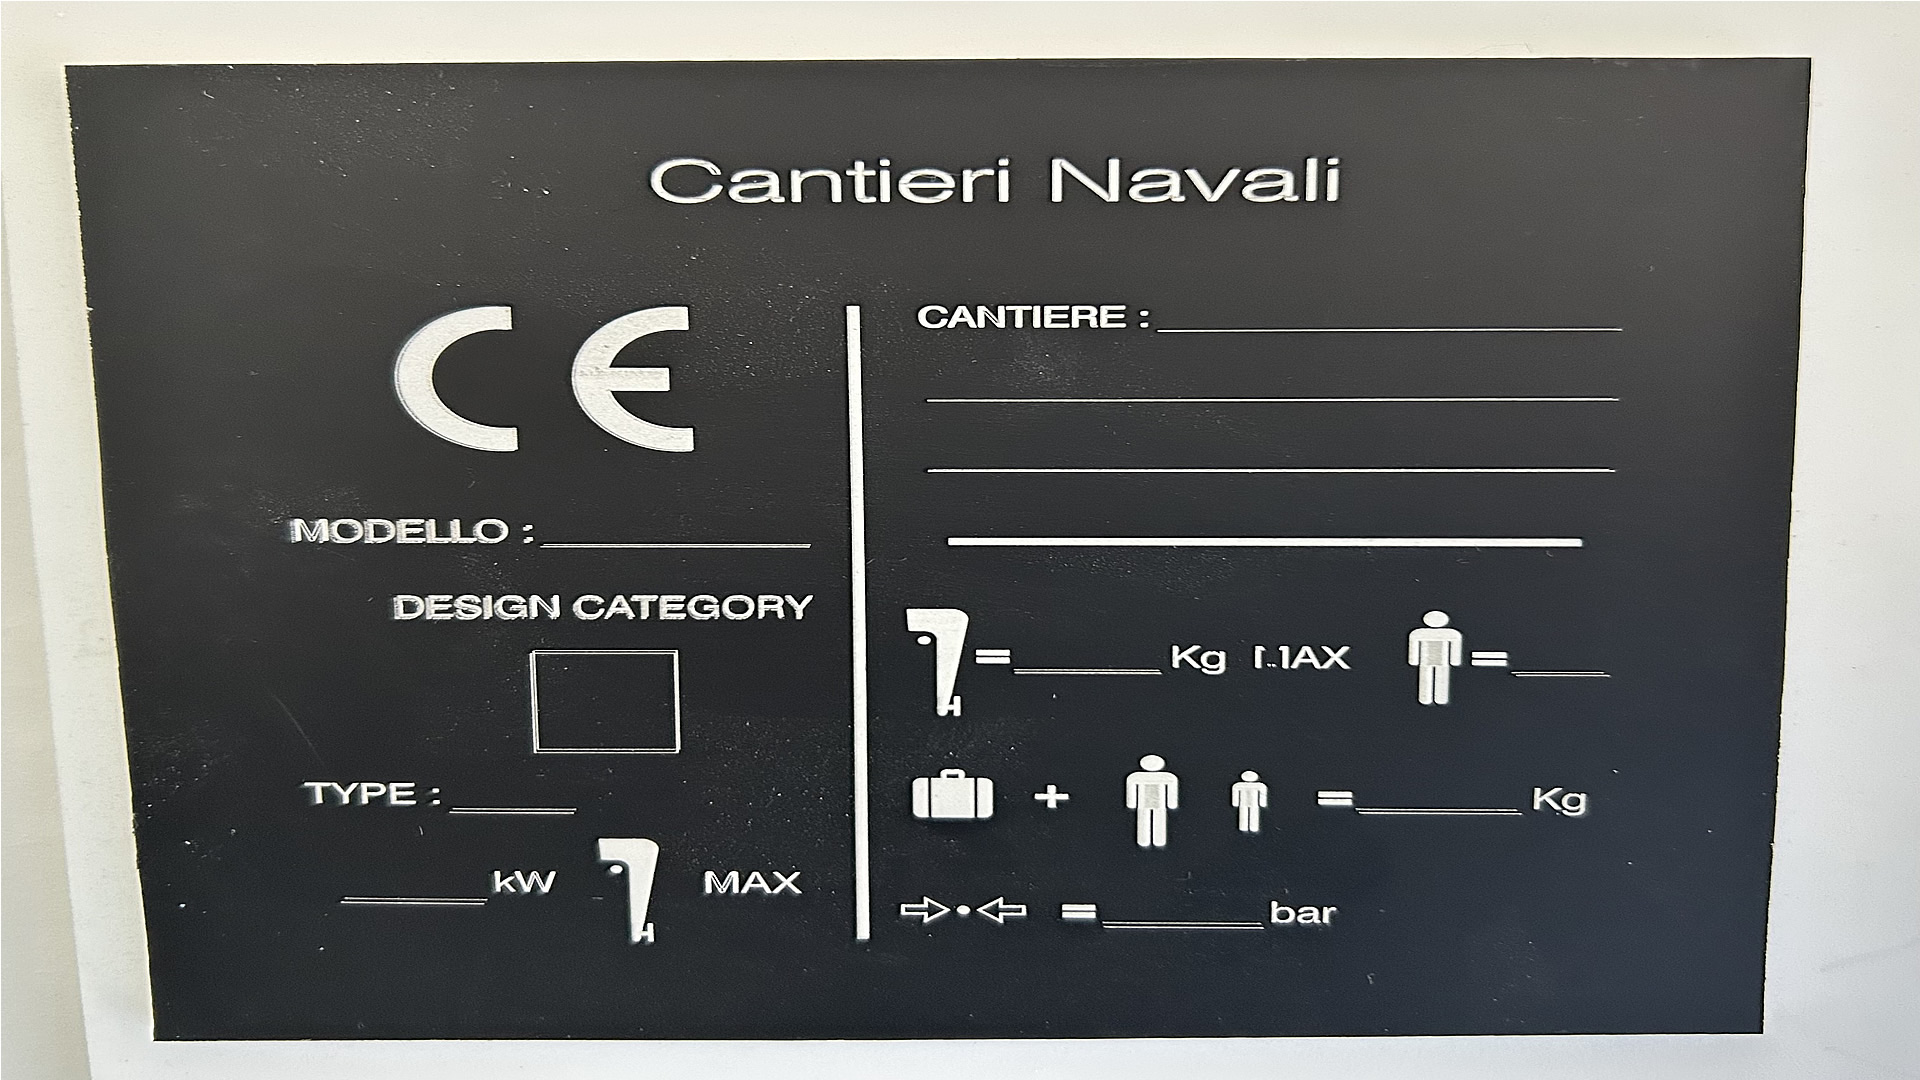 Cantieri Navali
CE
MODELLO :
DESIGN CATEGORY
TYPE :
kW MAX
CANTIERE :
= Kg MAX =
+ = Kg
= bar